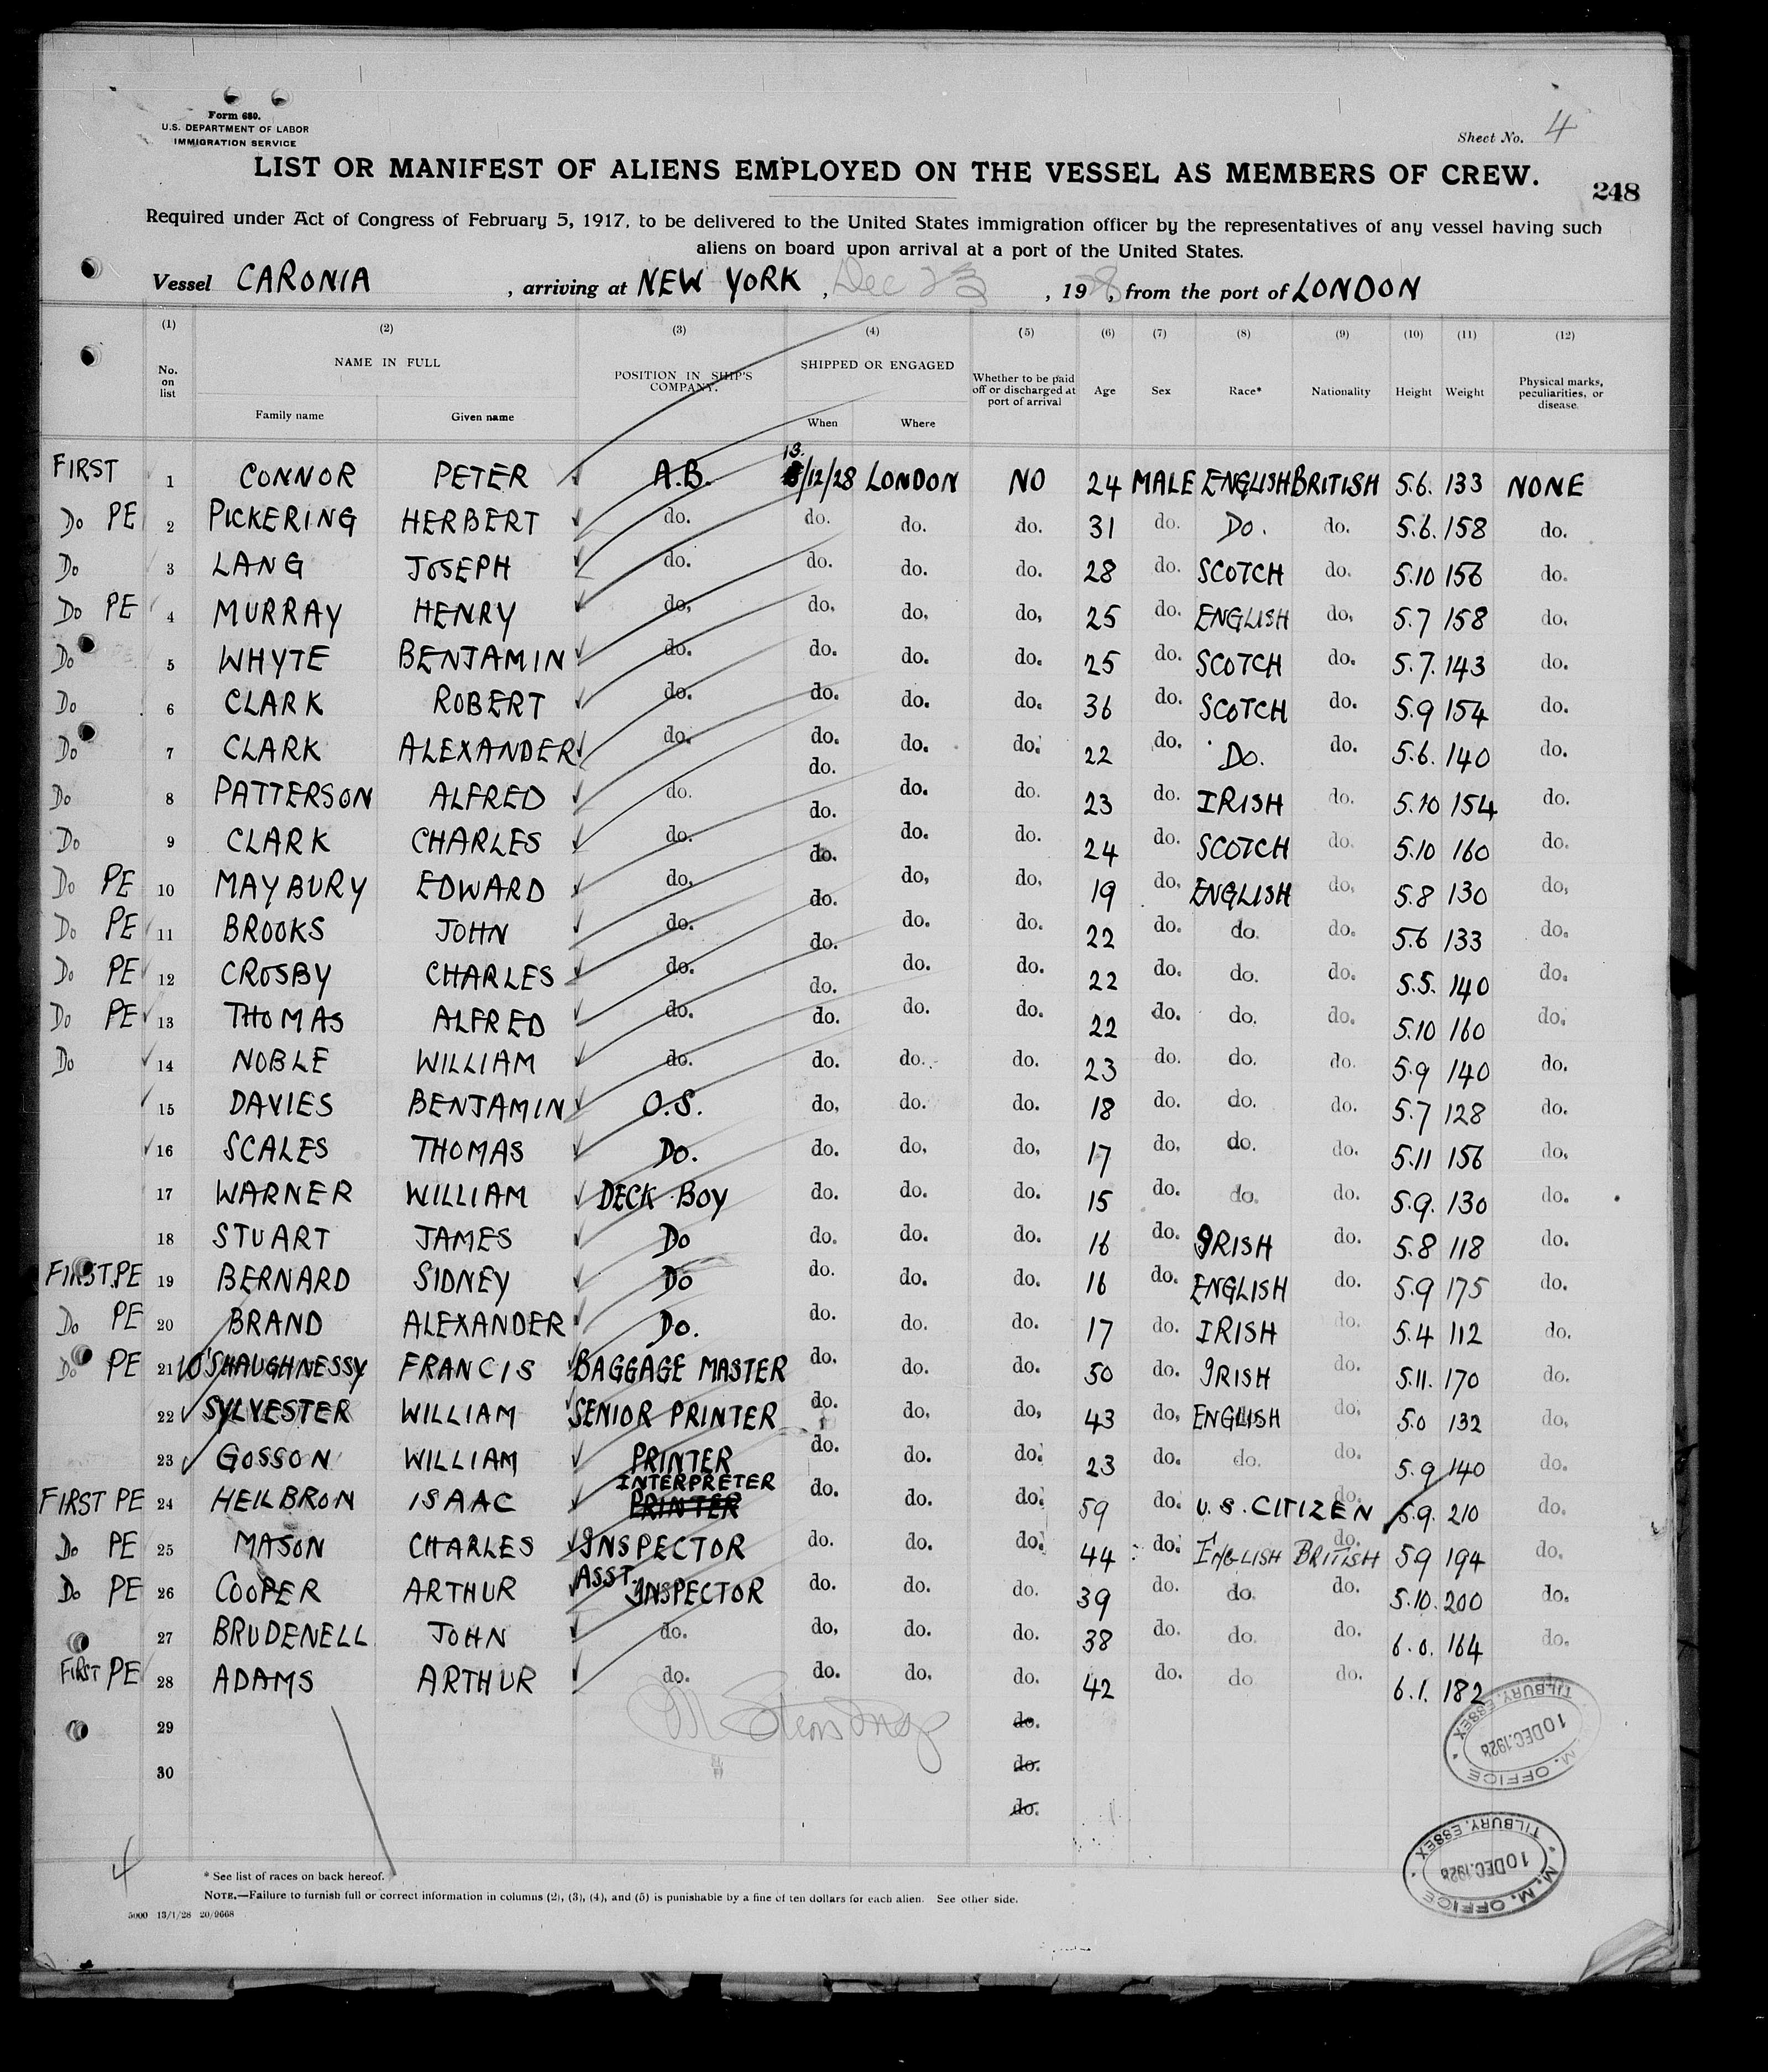 Form 680.
U.S. DEPARTMENT OF LABOR
IMMIGRATION SERVICE
Sheet No. 4
LIST OR MANIFEST OF ALIENS EMPLOYED ON THE VESSEL AS MEMBERS OF CREW.
248
Required under Act of Congress of February 5, 1917, to be delivered to the United States immigration officer by the representatives of any vessel having such
aliens on board upon arrival at a port of the United States.
Vessel CARONIA, arriving at NEW YORK, Dec 23, 1928, from the port of LONDON
(1) (2) (3) (4) (5) (6) (7) (8) (9) (10) (11) (12)
No. on list NAME IN FULL POSITION IN SHIP'S COMPANY. SHIPPED OR ENGAGED Whether to be paid off or discharged at port of arrival Age Sex Race* Nationality Height Weight Physical marks, peculiarities, or disease.
Family name Given name When Where
FIRST 1 CONNOR PETER A.B. 13./12/28 LONDON NO 24 MALE ENGLISH BRITISH 5.6. 133 NONE
Do PE 2 PICKERING HERBERT do. do. do. do. 31 do. Do. do. 5.6. 158 do.
Do 3 LANG JOSEPH do. do. do. do. 28 do. SCOTCH do. 5.10 156 do.
Do PE 4 MURRAY HENRY do. do. do. do. 25 do. ENGLISH do. 5.7 158 do.
Do 5 WHYTE BENJAMIN do. do. do. do. 25 do. SCOTCH do. 5.7. 143 do.
Do 6 CLARK ROBERT do. do. do. do. 36 do. SCOTCH do. 5.9 154 do.
Do 7 CLARK ALEXANDER do. do. do. do. 22 do. Do. do. 5.6. 140 do.
Do 8 PATTERSON ALFRED do. do. do. do. 23 do. IRISH do. 5.10 154 do.
Do 9 CLARK CHARLES do. do. do. do. 24 do. SCOTCH do. 5.10 160 do.
Do PE 10 MAYBURY EDWARD do. do. do. do. 19 do. ENGLISH do. 5.8 130 do.
Do PE 11 BROOKS JOHN do. do. do. do. 22 do. do. do. 5.6 133 do.
Do PE 12 CROSBY CHARLES do. do. do. do. 22 do. do. do. 5.5. 140 do.
Do PE 13 THOMAS ALFRED do. do. do. do. 22 do. do. do. 5.10 160 do.
Do 14 NOBLE WILLIAM do. do. do. do. 23 do. do. do. 5.9 140 do.
15 DAVIES BENJAMIN O.S. do. do. do. 18 do. do. do. 5.7 128 do.
16 SCALES THOMAS Do. do. do. do. 17 do. do. do. 5.11 156 do.
17 WARNER WILLIAM DECK BOY do. do. do. 15 do. do. do. 5.9. 130 do.
18 STUART JAMES Do do. do. do. 16 do. IRISH do. 5.8 118 do.
FIRST.PE 19 BERNARD SIDNEY Do do. do. do. 16 do. ENGLISH do. 5.9 175 do.
Do PE 20 BRAND ALEXANDER Do. do. do. do. 17 do. IRISH do. 5.4 112 do.
Do PE 21 O'SHAUGHNESSY FRANCIS BAGGAGE MASTER do. do. do. 50 do. IRISH do. 5.11. 170 do.
22 SYLVESTER WILLIAM SENIOR PRINTER do. do. do. 43 do. ENGLISH do. 5.0 132 do.
23 GOSSON WILLIAM PRINTER do. do. do. 23 do. do. do. 5.9 140 do.
INTERPRETER
FIRST PE 24 HEILBRON ISAAC PRINTER do. do. do. 59 do. U.S. CITIZEN do. 5.9. 210 do.
Do PE 25 MASON CHARLES INSPECTOR do. do. do. 44 do. ENGLISH BRITISH do. 5.9 194 do.
Do PE 26 COOPER ARTHUR ASST. INSPECTOR do. do. do. 39 do. do. do. 5.10. 200 do.
27 BRUDENELL JOHN do. do. do. do. 38 do. do. do. 6.0. 164 do.
FIRST PE 28 ADAMS ARTHUR do. do. do. do. 42 do. do do. 6.1. 182
29 do.
30 do.
do.
M. M. OFFICE TILBURY. ESSEX 10 DEC. 1928
M. M. OFFICE TILBURY. ESSEX 10 DEC. 1928
4
* See list of races on back hereof.
NOTE.—Failure to furnish full or correct information in columns (2), (3), (4), and (5) is punishable by a fine of ten dollars for each alien. See other side.
5000 13/1/28 20/9668